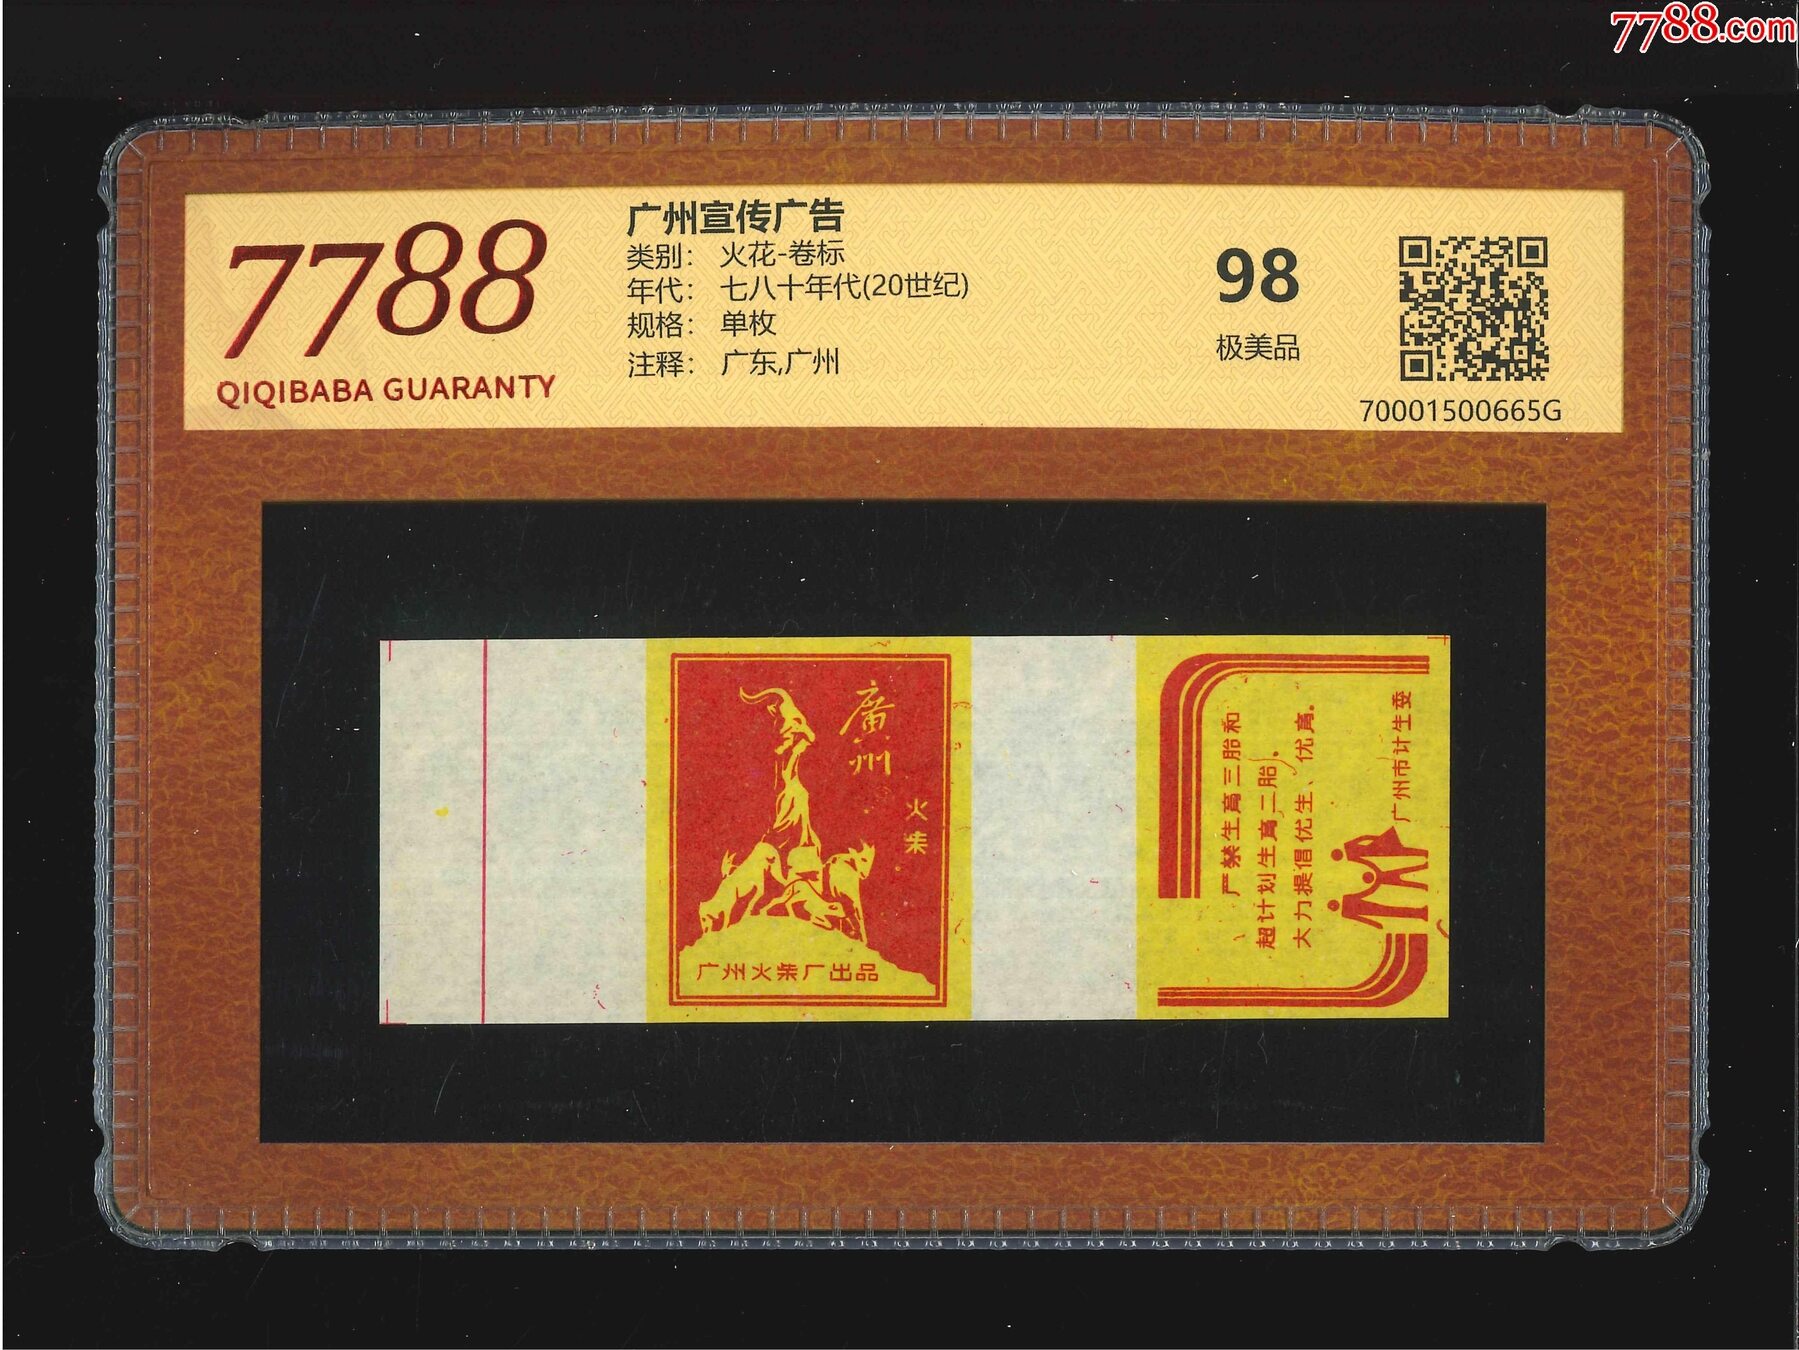 7788.com
7788
QIQIBABA GUARANTY
广州宣传广告
类别: 火花-卷标
年代: 七八十年代(20世纪)
规格: 单枚
注释: 广东,广州
98
极美品
70001500665G
廣州
火柴
广州火柴厂出品
严禁生育三胎和
超计划生育二胎,
大力提倡优生、优育。
广州市计生委